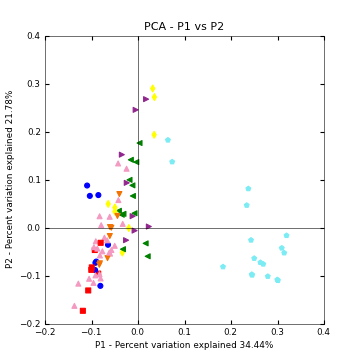 PCA - P1 vs P2
0.4
0.3
0.2
0.1
0.0
−0.1
−0.2
P2 - Percent variation explained 21.78%
−0.2 −0.1 0.0 0.1 0.2 0.3 0.4
P1 - Percent variation explained 34.44%